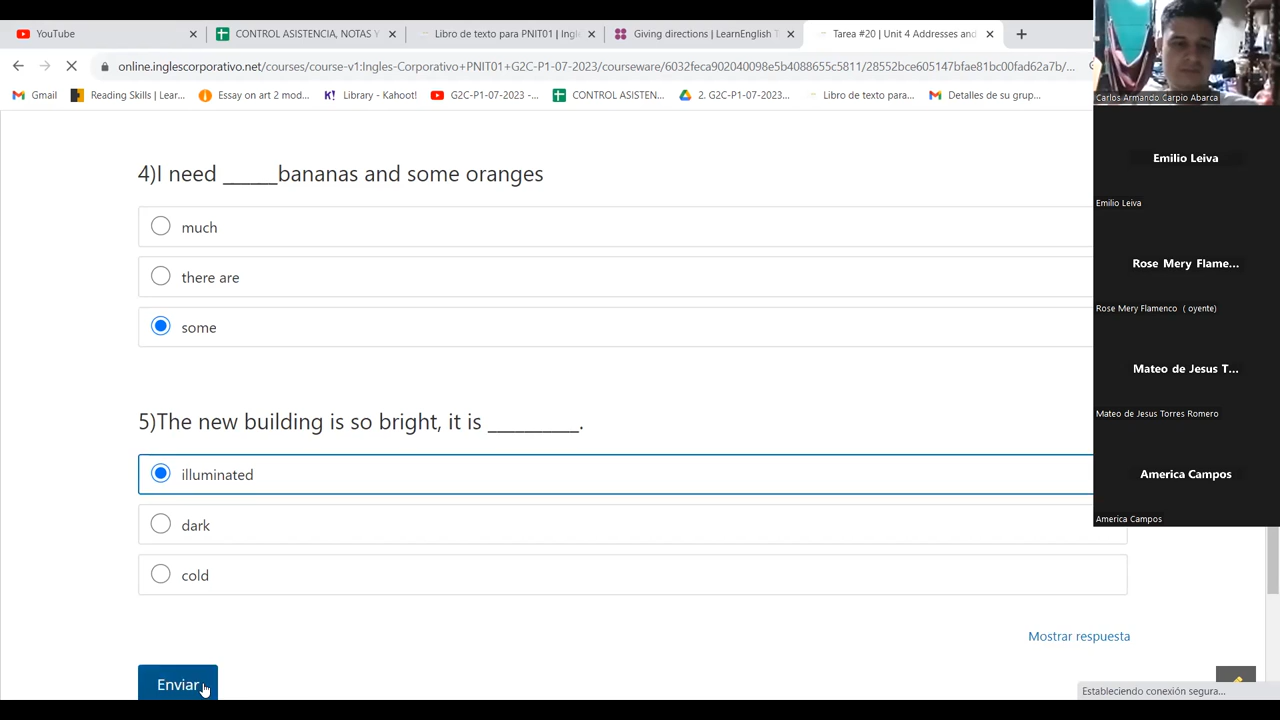 YouTube
CONTROL ASISTENCIA, NOTAS Y
Libro de texto para PNIT01 | Ingl
Giving directions | LearnEnglish T
Tarea #20 | Unit 4 Addresses and
online.inglescorporativo.net/courses/course-v1:Ingles-Corporativo+PNIT01+G2C-P1-07-2023/courseware/6032feca902040098e5b4088655c5811/23552bce605147bfae81bc00fad62a7b/...
Gmail
Reading Skills | Lear...
Essay on art 2 mod...
Library - Kahoot!
-P1-07-2023-...
CONTROL ASISTEN...
2. G2C-P1-07-2023...
Libro de texto para...
Detalles de su grup...
Carlos Armando Carpio Abarca
4)I need ______bananas and some oranges
much
there are
some
5)The new building is so bright, it is __________.
illuminated
dark
cold
Mostrar respuesta
Enviar
Estableciendo conexión segura...
Emilio Leiva
Emilio Leiva
Rose Mery Flame...
Rose Mery Flamenco ( oyente)
Mateo de Jesus T...
Mateo de Jesus Torres Romero
America Campos
America Campos